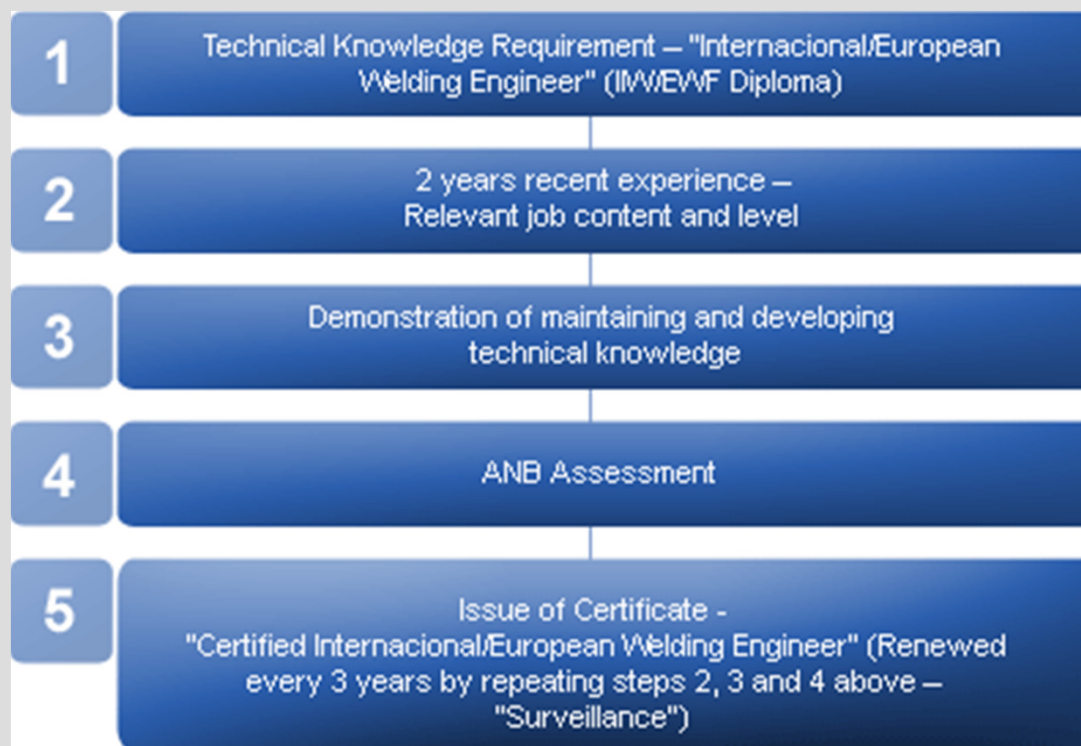 1
Technical Knowledge Requirement – "Internacional/European
Welding Engineer" (IIW/EWF Diploma)
2
2 years recent experience –
Relevant job content and level
3
Demonstration of maintaining and developing
technical knowledge
4
ANB Assessment
5
Issue of Certificate -
"Certified Internacional/European Welding Engineer" (Renewed
every 3 years by repeating steps 2, 3 and 4 above –
"Surveillance")